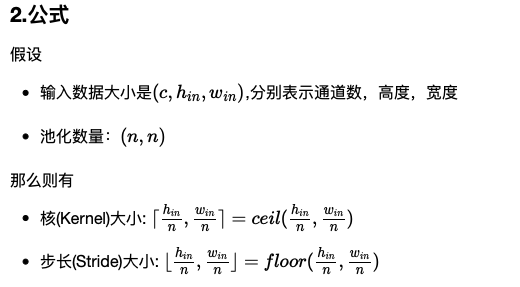 2.公式
假设
• 输入数据大小是$(c, h_{in}, w_{in})$,分别表示通道数，高度，宽度
• 池化数量：$(n, n)$
那么则有
• 核(Kernel)大小: $\lceil \frac{h_{in}}{n}, \frac{w_{in}}{n} \rceil = ceil(\frac{h_{in}}{n}, \frac{w_{in}}{n})$
• 步长(Stride)大小: $\lfloor \frac{h_{in}}{n}, \frac{w_{in}}{n} \rfloor = floor(\frac{h_{in}}{n}, \frac{w_{in}}{n})$